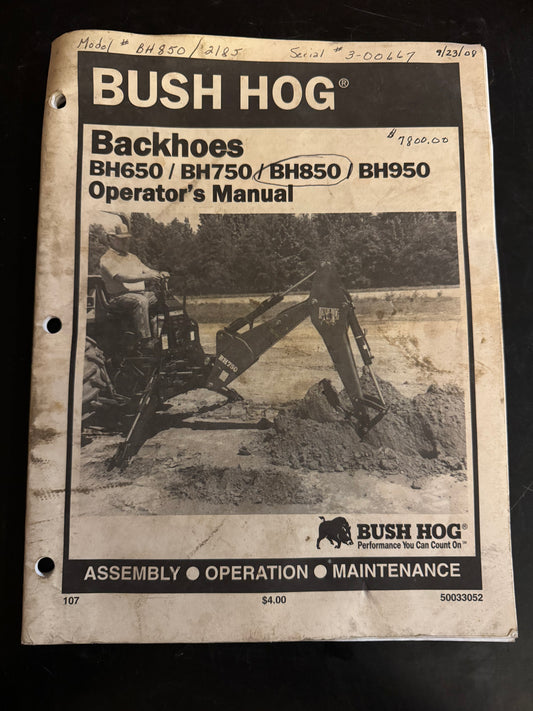 Model # BH850/2185 Serial # 3-00667 9/23/08
BUSH HOG®
$7800.00
Backhoes
BH650 / BH750 / BH850 / BH950
Operator's Manual
BH760
BUSH HOG®
Performance You Can Count On™
ASSEMBLY ● OPERATION ● MAINTENANCE
107 $4.00 50033052